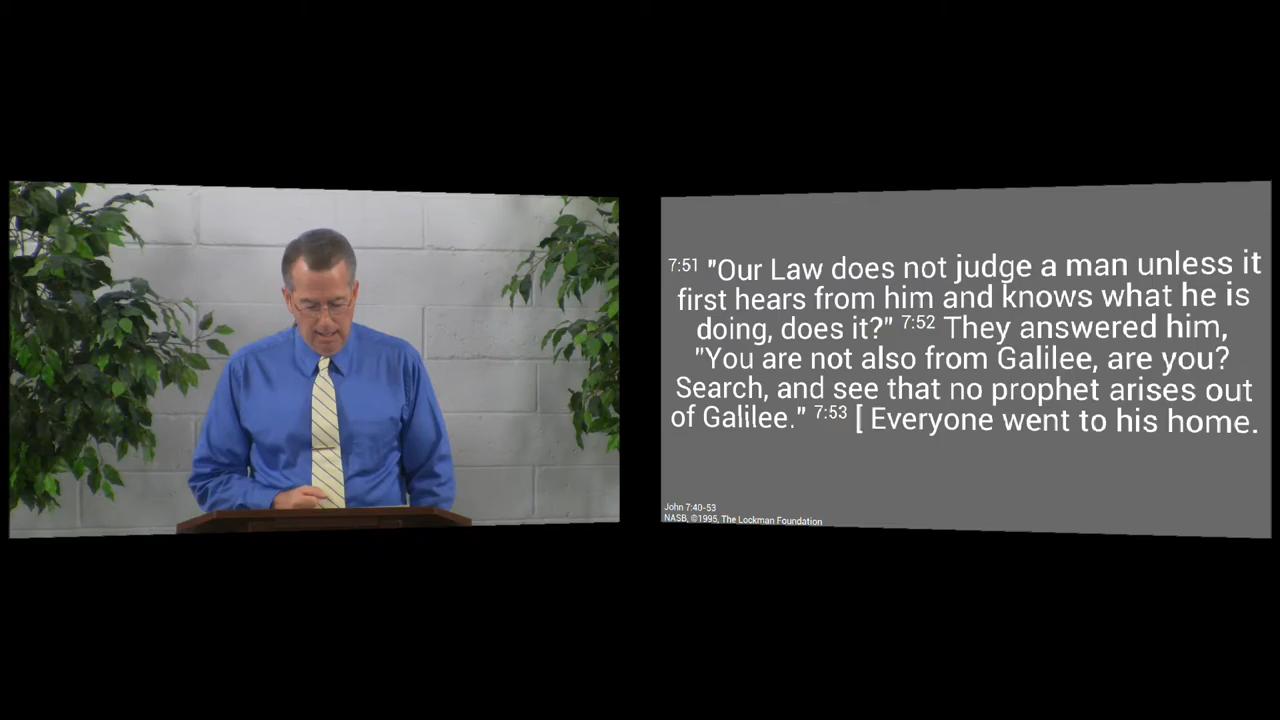 7:51 "Our Law does not judge a man unless it
first hears from him and knows what he is
doing, does it?" 7:52 They answered him,
"You are not also from Galilee, are you?
Search, and see that no prophet arises out
of Galilee." 7:53 [ Everyone went to his home.
John 7:40-53
NASB, ©1995, The Lockman Foundation